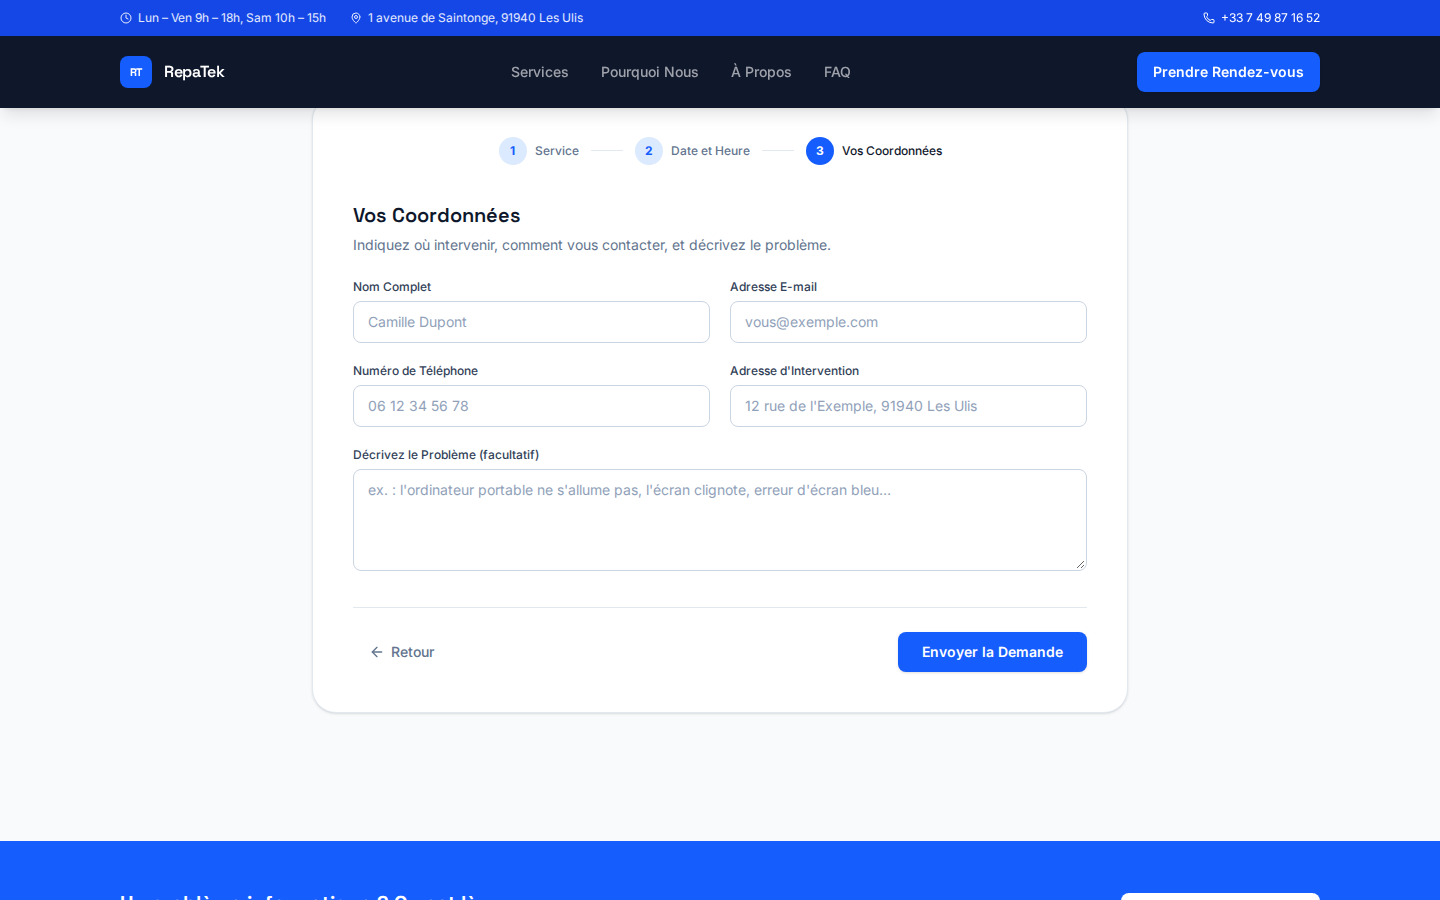 Lun – Ven 9h – 18h, Sam 10h – 15h
1 avenue de Saintonge, 91940 Les Ulis
+33 7 49 87 16 52
RT
RepaTek
Services
Pourquoi Nous
À Propos
FAQ
Prendre Rendez-vous
1
Service
2
Date et Heure
3
Vos Coordonnées
Vos Coordonnées
Indiquez où intervenir, comment vous contacter, et décrivez le problème.
Nom Complet
Adresse E-mail
Camille Dupont
vous@exemple.com
Numéro de Téléphone
Adresse d'Intervention
06 12 34 56 78
12 rue de l'Exemple, 91940 Les Ulis
Décrivez le Problème (facultatif)
ex. : l'ordinateur portable ne s'allume pas, l'écran clignote, erreur d'écran bleu...
Retour
Envoyer la Demande